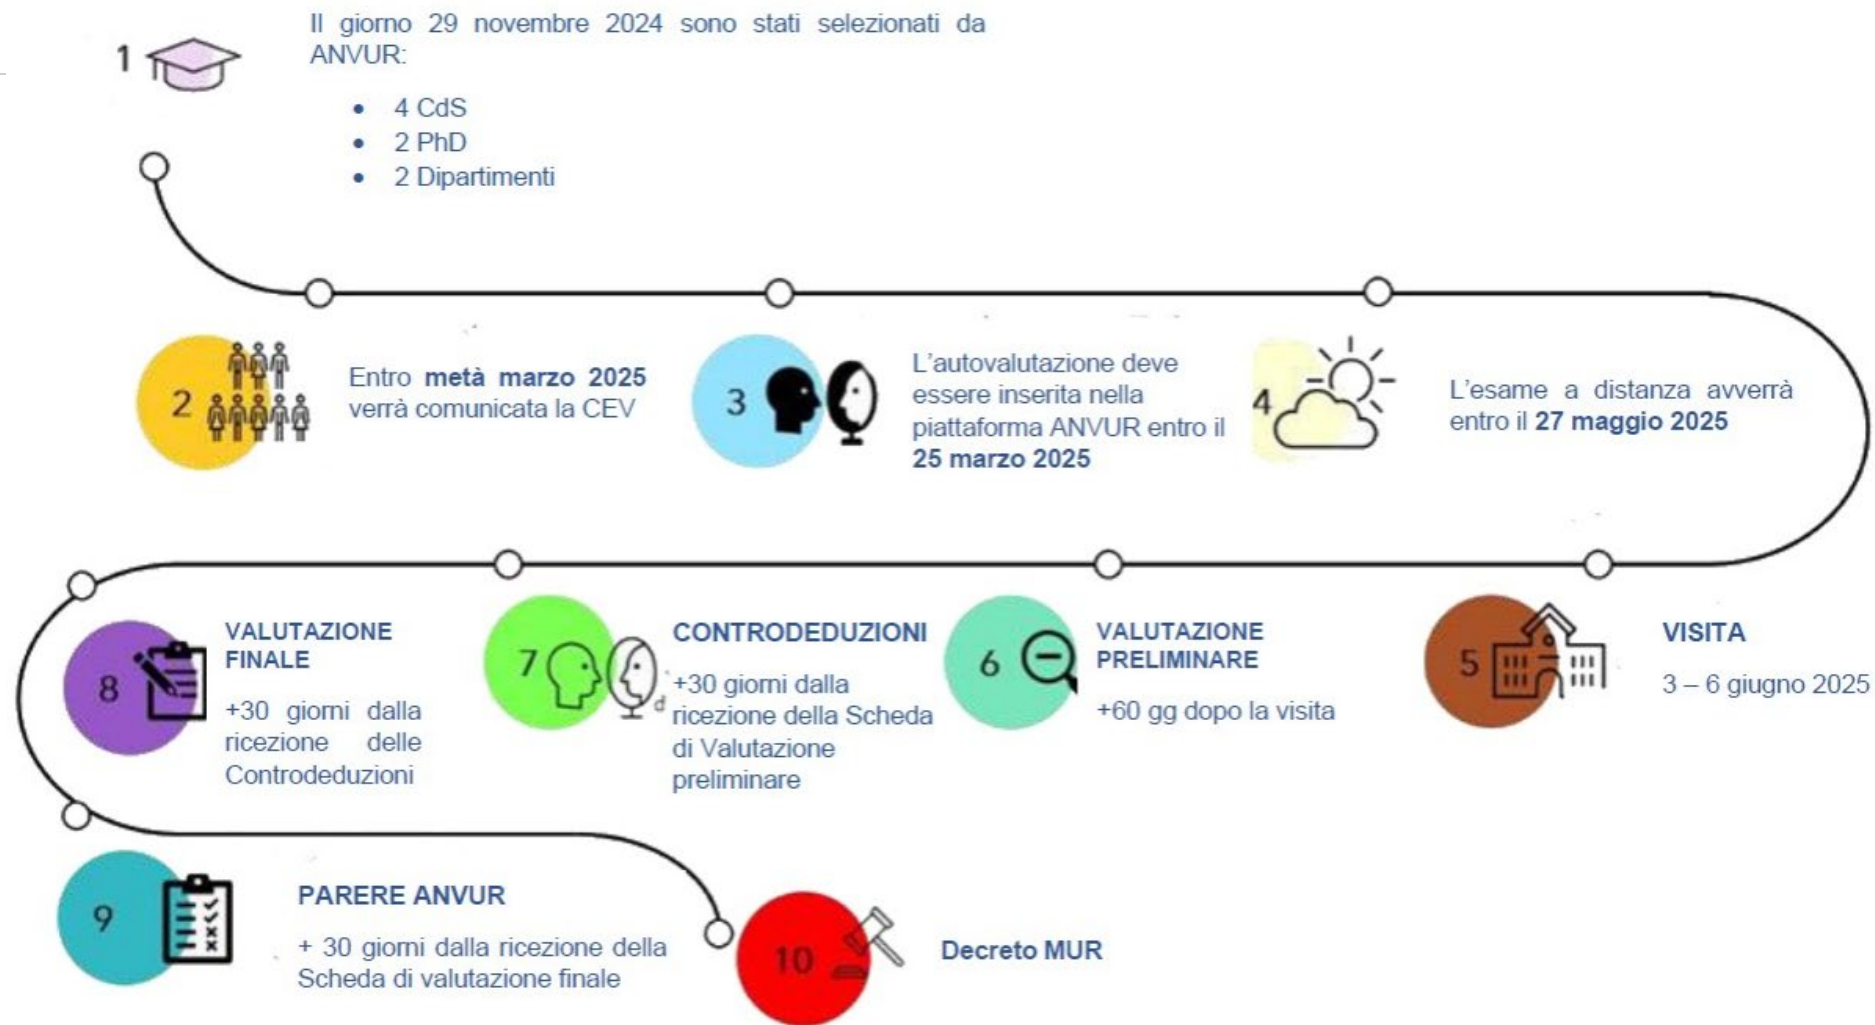 1
Il giorno 29 novembre 2024 sono stati selezionati da
ANVUR:
• 4 CdS
• 2 PhD
• 2 Dipartimenti
2
Entro metà marzo 2025
verrà comunicata la CEV
3
L'autovalutazione deve
essere inserita nella
piattaforma ANVUR entro il
25 marzo 2025
4
L'esame a distanza avverrà
entro il 27 maggio 2025
5
VISITA
3 – 6 giugno 2025
6
VALUTAZIONE
PRELIMINARE
+60 gg dopo la visita
7
d
CONTRODEDUZIONI
+30 giorni dalla
ricezione della Scheda
di Valutazione
preliminare
8
VALUTAZIONE
FINALE
+30 giorni dalla
ricezione delle
Controdeduzioni
9
PARERE ANVUR
+ 30 giorni dalla ricezione della
Scheda di valutazione finale
10
Decreto MUR